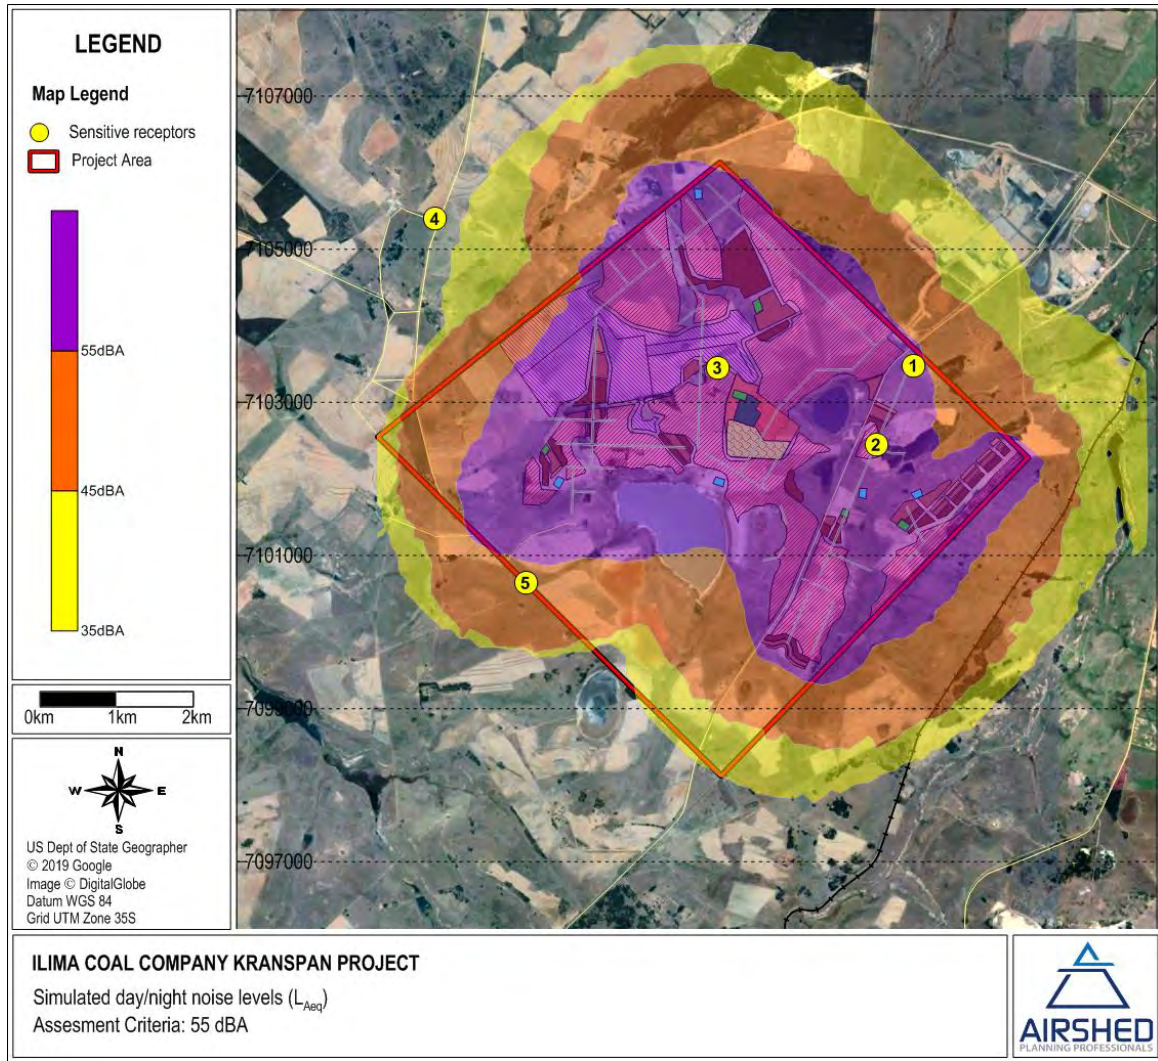 LEGEND
Map Legend
Sensitive receptors
Project Area
55dBA
45dBA
35dBA
0km 1km 2km
N
W E
S
US Dept of State Geographer
© 2019 Google
Image © DigitalGlobe
Datum WGS 84
Grid UTM Zone 35S
7107000
4
7105000
3
1
7103000
2
7101000
5
7099000
7097000
ILIMA COAL COMPANY KRANSPAN PROJECT
Simulated day/night noise levels (LAeq)
Assesment Criteria: 55 dBA
AIRSHED
PLANNING PROFESSIONALS